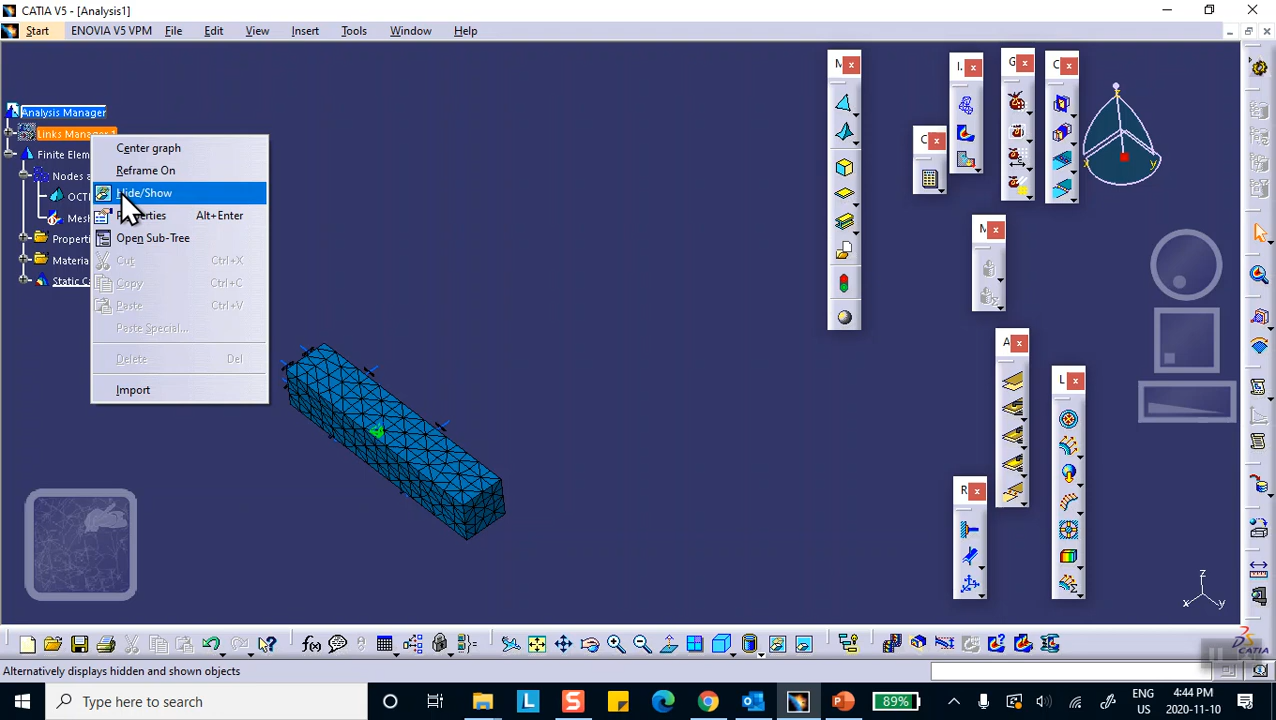 CATIA V5 - [Analysis1]
Start ENOVIA V5 VPM File Edit View Insert Tools Window Help
Analysis Manager
Links Manager.1
Finite Elem
Nodes a
OCT
Mesh
Properti
Materia
Static C
Center graph
Reframe On
Hide/Show
Properties Alt+Enter
Open Sub-Tree
Cut Ctrl+X
Copy Ctrl+C
Paste Ctrl+V
Paste Special...
Delete Del
Import
M
I.
G
C
C
M
A
L
R
x
y
z
x y
f(x)
CATIA
Alternatively displays hidden and shown objects
Type here to search
89%
ENG
US
4:44 PM
2020-11-10